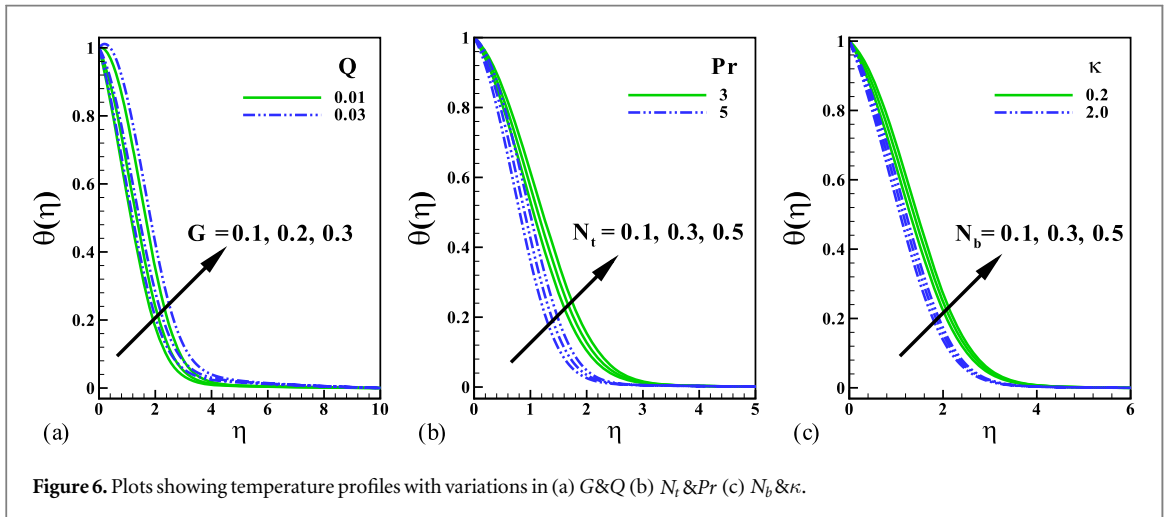 Q
0.01
0.03
G =0.1, 0.2, 0.3
θ(η)
1
0.8
0.6
0.4
0.2
0
0 2 4 6 8 10
(a) η
Pr
3
5
N_t = 0.1, 0.3, 0.5
θ(η)
1
0.8
0.6
0.4
0.2
0
0 1 2 3 4 5
(b) η
κ
0.2
2.0
N_b= 0.1, 0.3, 0.5
θ(η)
1
0.8
0.6
0.4
0.2
0
0 2 4 6
(c) η
Figure 6. Plots showing temperature profiles with variations in (a) G&Q (b) N_t&Pr (c) N_b&κ.